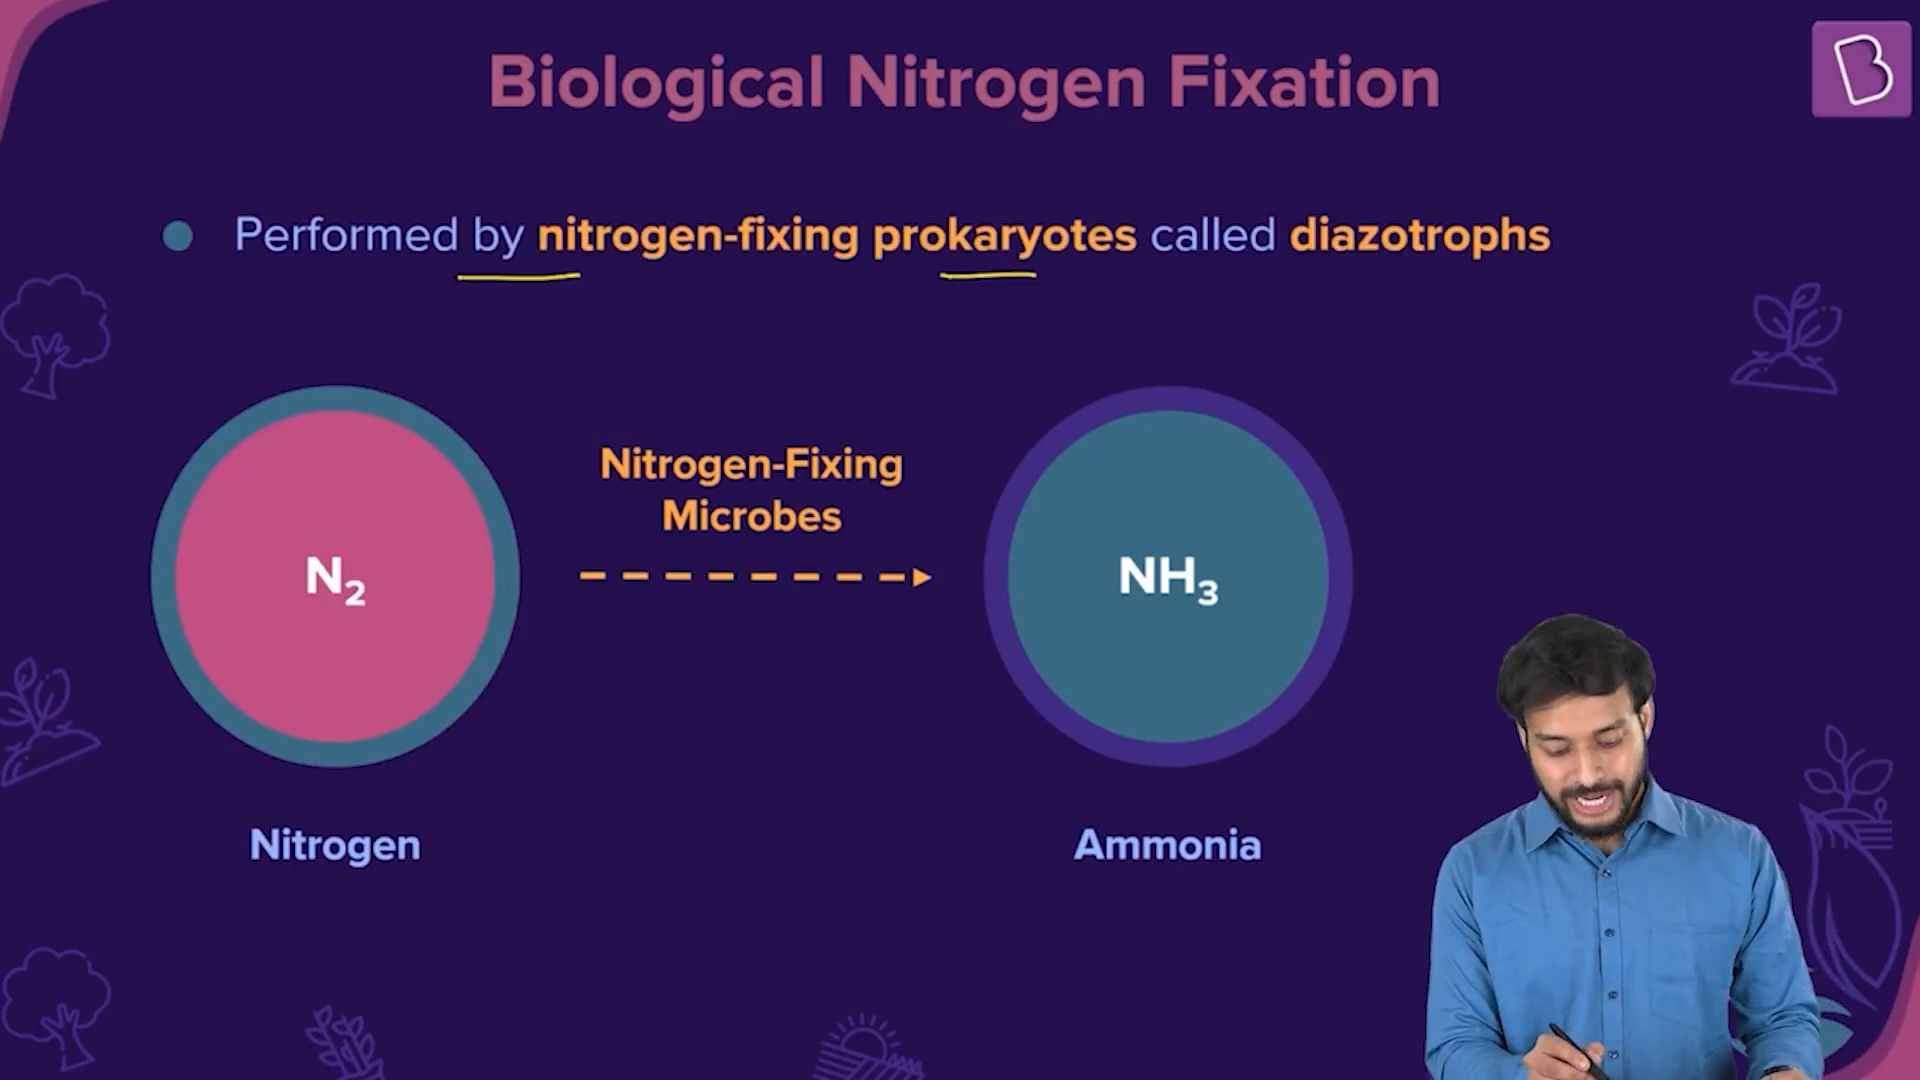 Biological Nitrogen Fixation
B
Performed by nitrogen-fixing prokaryotes called diazotrophs
Nitrogen-Fixing
Microbes
N₂
NH₃
Nitrogen
Ammonia